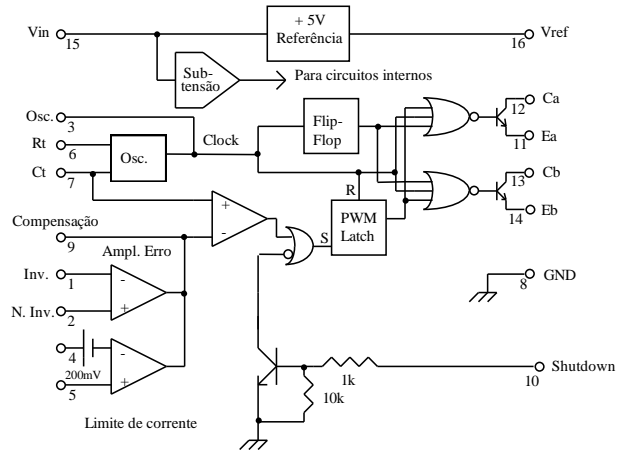 Vin
15
+ 5V
Referência
16
Vref
Sub-
tensão
Para circuitos internos
Osc.
3
Rt
6
Ct
7
Osc.
Clock
Flip-
Flop
Ca
12
11
Ea
Cb
13
14
Eb
R
S
PWM
Latch
+
-
Compensação
9
Ampl. Erro
Inv.
1
-
+
N. Inv.
2
4
200mV
5
-
+
Limite de corrente
8
GND
1k
10k
10
Shutdown